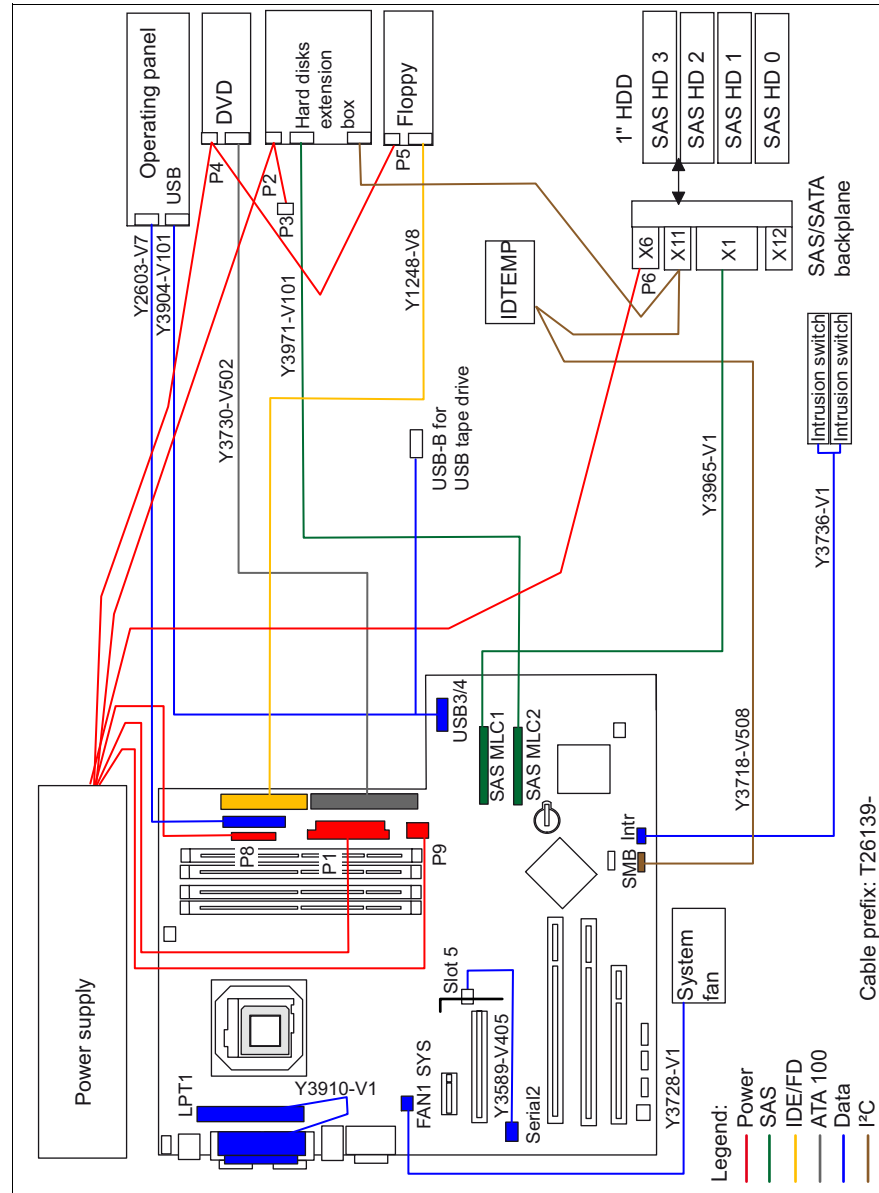 Operating panel
USB
DVD
Hard disks
extension
box
Floppy
P4
P2
P3
P5
Y2603-V7
Y3904-V101
Y3730-V502
Y3971-V101
Y1248-V8
1" HDD
SAS HD 3
SAS HD 2
SAS HD 1
SAS HD 0
IDTEMP
P6
X6
X11
X1
X12
SAS/SATA
backplane
USB-B for
USB tape drive
Intrusion switch
Intrusion switch
Y3965-V1
Y3736-V1
Y3718-V508
Power supply
USB3/4
SAS MLC1
SAS MLC2
P8
P1
P9
SMB
Intr
Slot 5
System
fan
LPT1
Y3910-V1
FAN1 SYS
Y3589-V405
Serial2
Y3728-V1
Cable prefix: T26139-
Legend:
Power
SAS
IDE/FD
ATA 100
Data
I²C